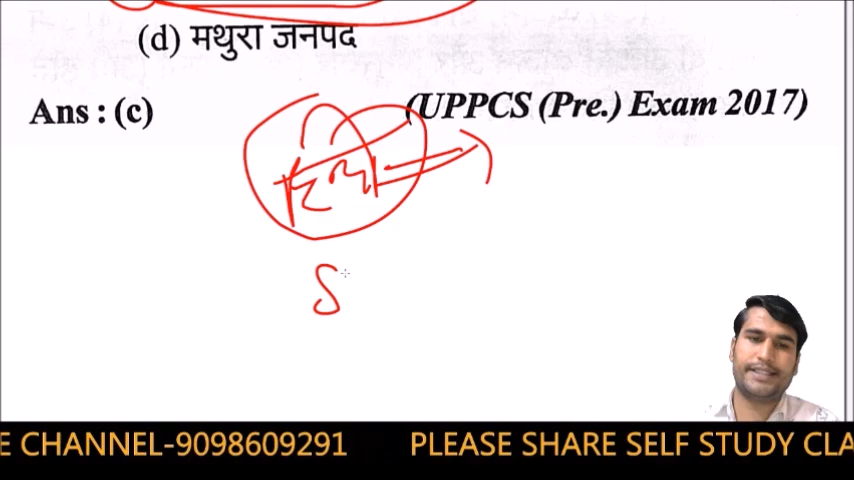 (d) मथुरा जनपद
Ans : (c)
(UPPCS (Pre.) Exam 2017)
हिन्दी
S
E CHANNEL-9098609291 PLEASE SHARE SELF STUDY CLA